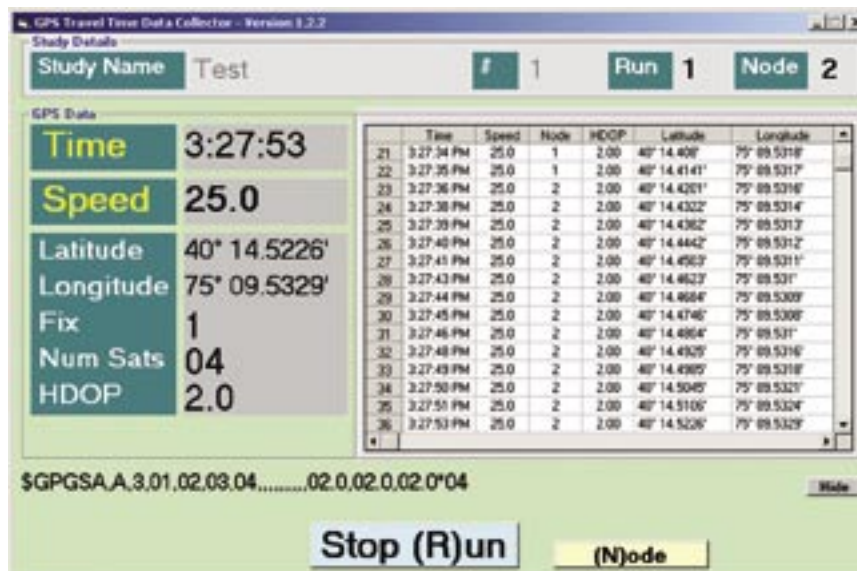 GPS Travel Time Data Collector - Version 1.2.2
Study Details
Study Name Test # 1 Run 1 Node 2
GPS Data
Time 3:27:53
Speed 25.0
Latitude 40° 14.5226'
Longitude 75° 09.5329'
Fix 1
Num Sats 04
HDOP 2.0
Time Speed Node HDOP Latitude Longitude
21 3:27:34 PM 25.0 1 2.00 40° 14.408' 75° 09.5318'
22 3:27:35 PM 25.0 1 2.00 40° 14.4141' 75° 09.5317'
23 3:27:36 PM 25.0 2 2.00 40° 14.4201' 75° 09.5316'
24 3:27:38 PM 25.0 2 2.00 40° 14.4322' 75° 09.5314'
25 3:27:39 PM 25.0 2 2.00 40° 14.4382' 75° 09.5313'
26 3:27:40 PM 25.0 2 2.00 40° 14.4442' 75° 09.5312'
27 3:27:41 PM 25.0 2 2.00 40° 14.4503' 75° 09.5311'
28 3:27:43 PM 25.0 2 2.00 40° 14.4623' 75° 09.531'
29 3:27:44 PM 25.0 2 2.00 40° 14.4684' 75° 09.5309'
30 3:27:45 PM 25.0 2 2.00 40° 14.4746' 75° 09.5308'
31 3:27:46 PM 25.0 2 2.00 40° 14.4804' 75° 09.531'
32 3:27:48 PM 25.0 2 2.00 40° 14.4925' 75° 09.5316'
33 3:27:49 PM 25.0 2 2.00 40° 14.4985' 75° 09.5318'
34 3:27:50 PM 25.0 2 2.00 40° 14.5045' 75° 09.5321'
35 3:27:51 PM 25.0 2 2.00 40° 14.5106' 75° 09.5324'
36 3:27:53 PM 25.0 2 2.00 40° 14.5226' 75° 09.5329'
$GPGSA,A,3,01,02,03,04,,,,,,,,,02.0,02.0,02.0*04
Hide
Stop (R)un
(N)ode